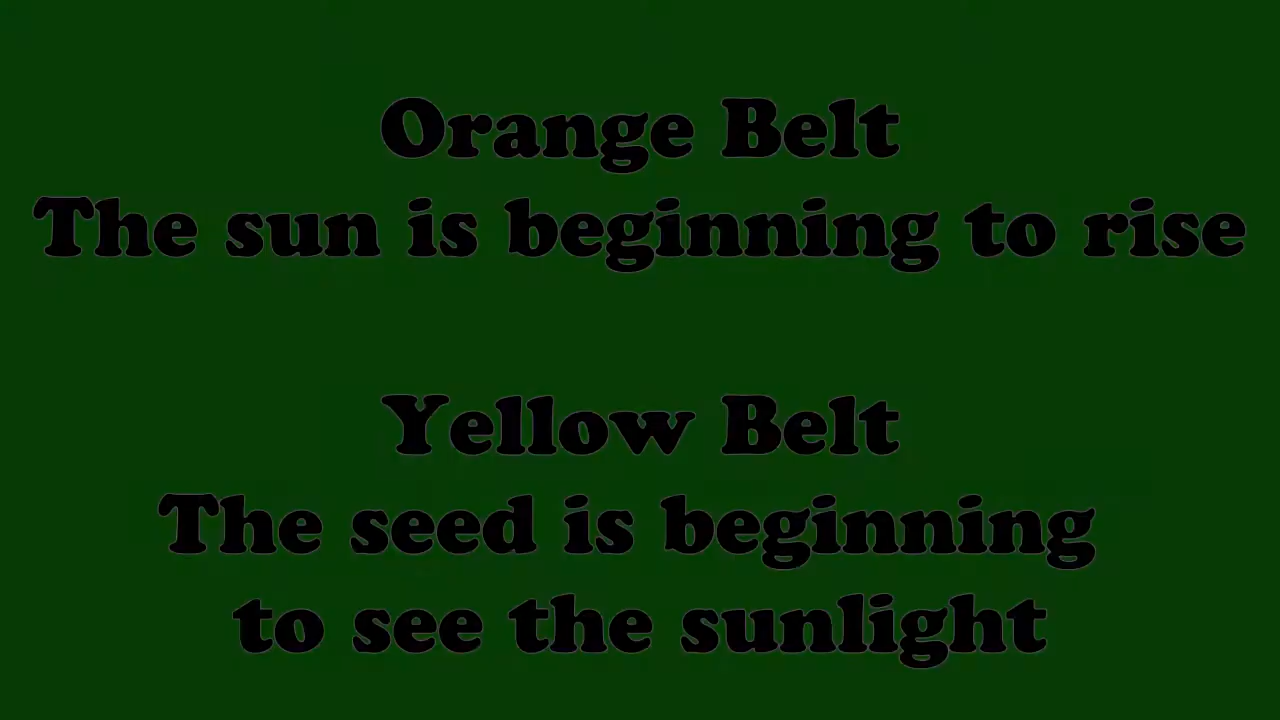 Orange Belt
The sun is beginning to rise
Yellow Belt
The seed is beginning
to see the sunlight